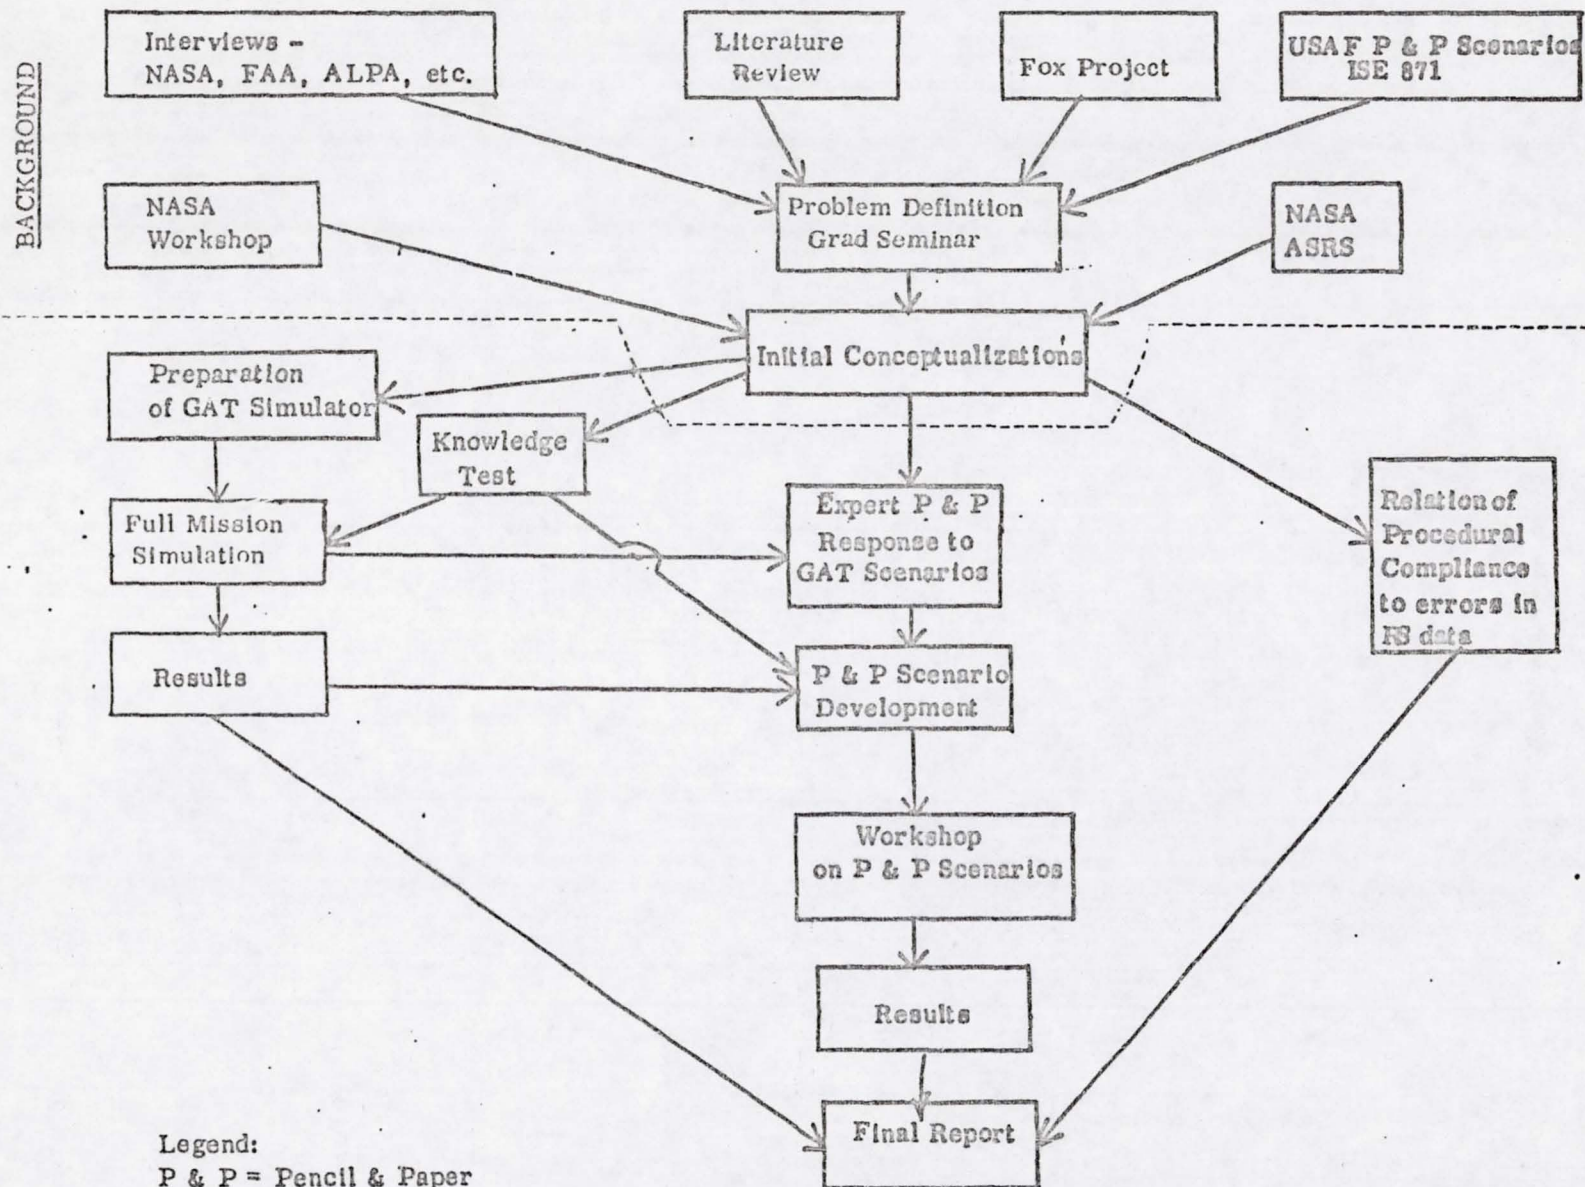 BACKGROUND
Interviews -
NASA, FAA, ALPA, etc.
Literature
Review
Fox Project
USAF P & P Scenarios
ISE 871
NASA
Workshop
Problem Definition
Grad Seminar
NASA
ASRS
Initial Conceptualizations
Preparation
of GAT Simulator
Knowledge
Test
Full Mission
Simulation
Expert P & P
Response to
GAT Scenarios
Relation of
Procedural
Compliance
to errors in
data
Results
P & P Scenario
Development
Workshop
on P & P Scenarios
Results
Final Report
Legend:
P & P = Pencil & Paper